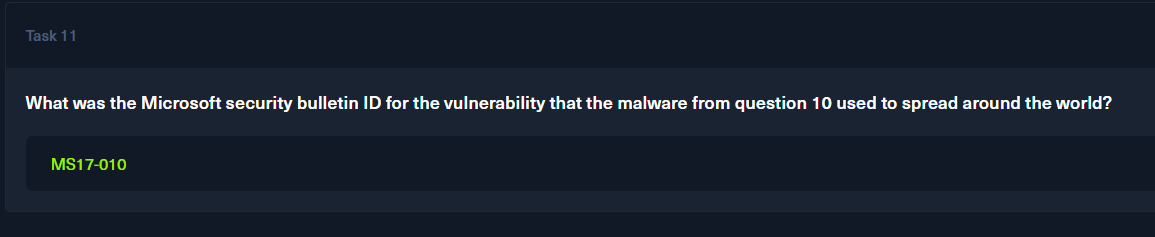 Task 11
What was the Microsoft security bulletin ID for the vulnerability that the malware from question 10 used to spread around the world?
MS17-010